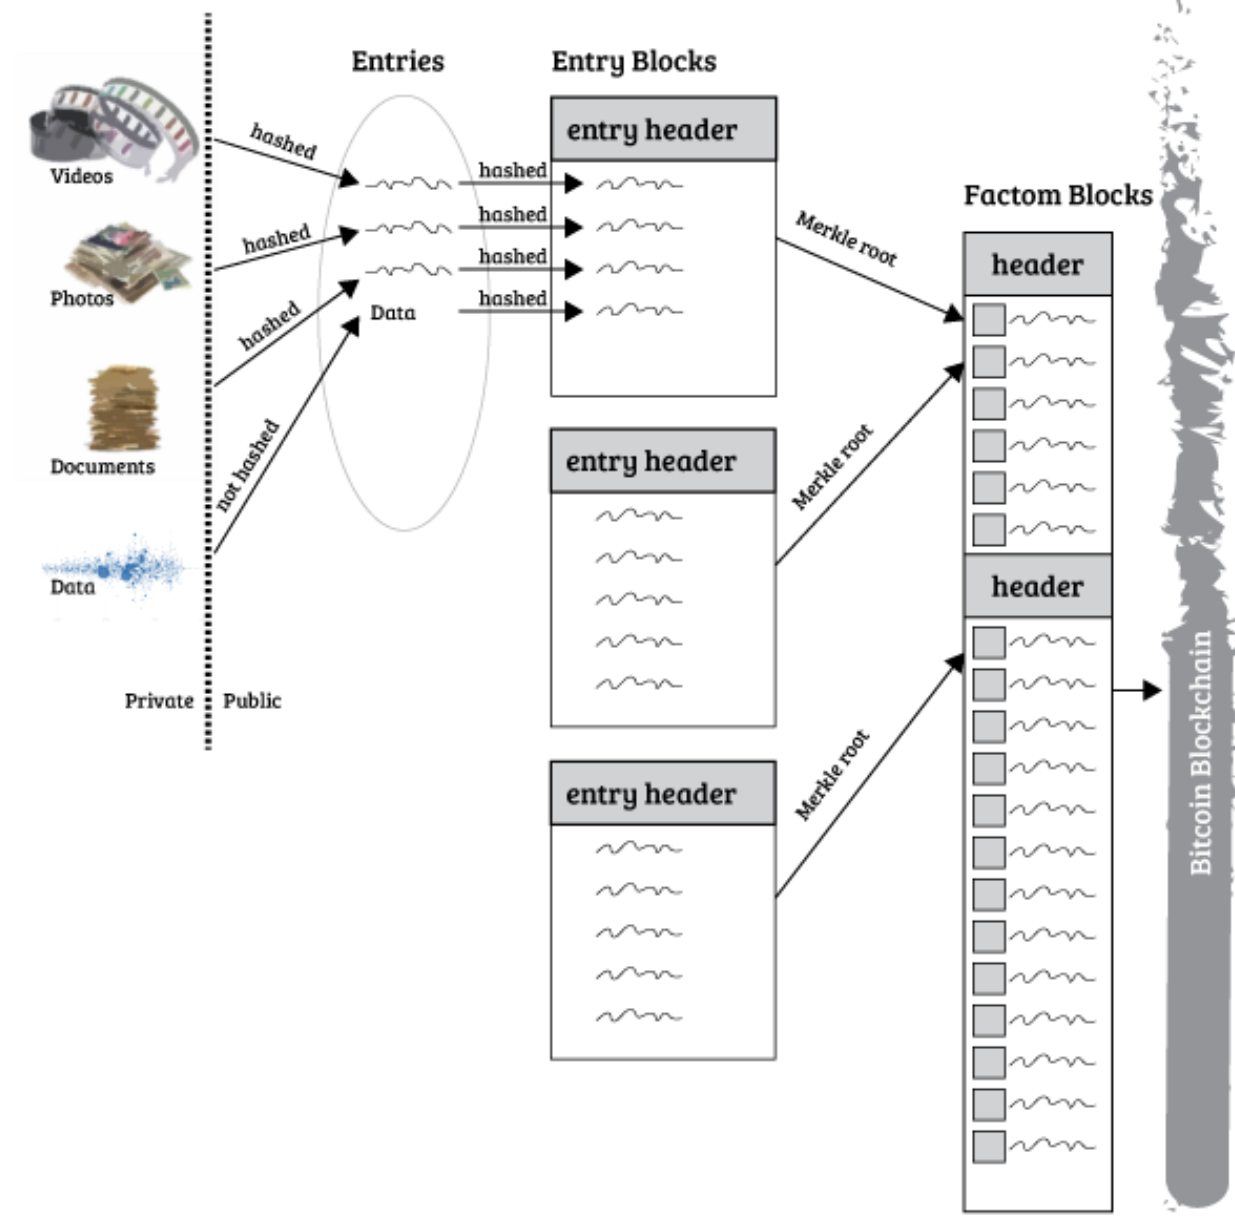 Entries
Entry Blocks
Videos
hashed
hashed
entry header
Factom Blocks
Photos
hashed
hashed
hashed
hashed
Merkle root
header
hashed
Data
Documents
not hashed
entry header
Merkle root
Data
header
Private
Public
entry header
Merkle root
Bitcoin Blockchain